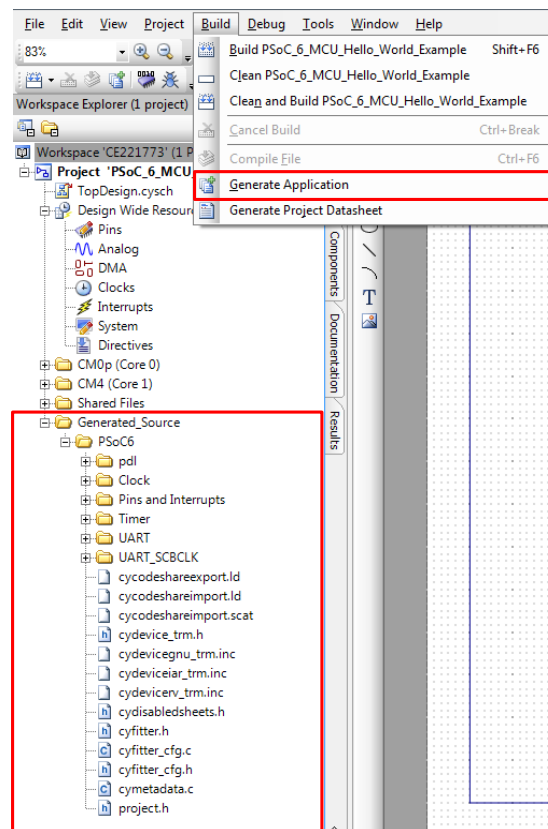 File Edit View Project Build Debug Tools Window Help
83%
Build PSoC_6_MCU_Hello_World_Example Shift+F6
Clean PSoC_6_MCU_Hello_World_Example
Clean and Build PSoC_6_MCU_Hello_World_Example
Cancel Build Ctrl+Break
Compile File Ctrl+F6
Generate Application
Generate Project Datasheet
Workspace Explorer (1 project)
Workspace 'CE221773' (1 P
Project 'PSoC_6_MCU_
TopDesign.cysch
Design Wide Resour
Pins
Analog
DMA
Clocks
Interrupts
System
Directives
CM0p (Core 0)
CM4 (Core 1)
Shared Files
Generated_Source
PSoC6
pdl
Clock
Pins and Interrupts
Timer
UART
UART_SCBCLK
cycodeshareexport.ld
cycodeshareimport.ld
cycodeshareimport.scat
cydevice_trm.h
cydevicegnu_trm.inc
cydeviceiar_trm.inc
cydevicerv_trm.inc
cydisabledsheets.h
cyfitter.h
cyfitter_cfg.c
cyfitter_cfg.h
cymetadata.c
project.h
Components
Documentation
Results
T